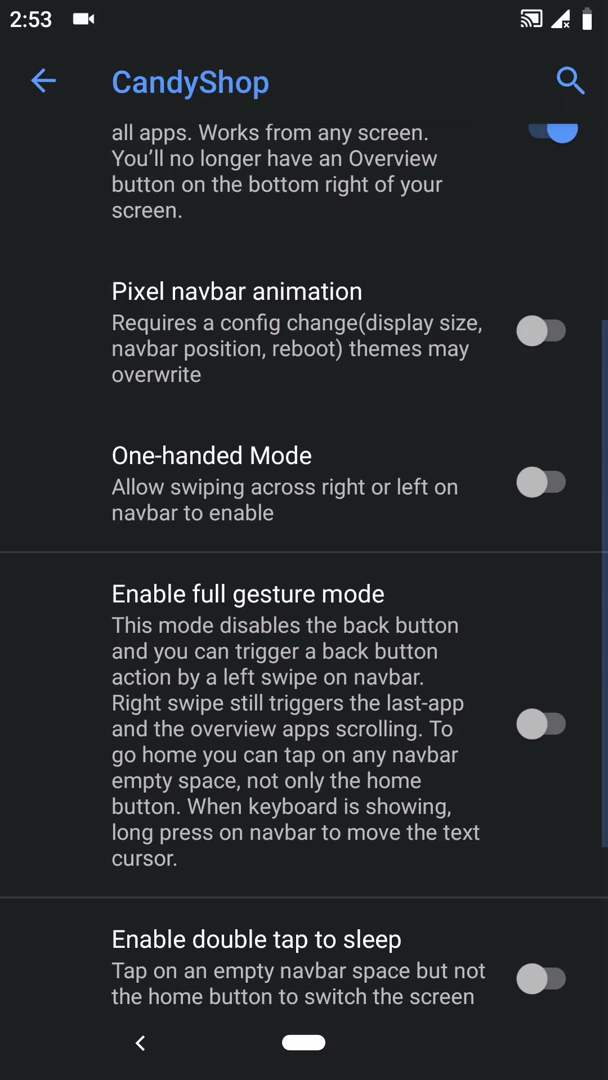 2:53
CandyShop
all apps. Works from any screen.
You’ll no longer have an Overview
button on the bottom right of your
screen.
Pixel navbar animation
Requires a config change(display size,
navbar position, reboot) themes may
overwrite
One-handed Mode
Allow swiping across right or left on
navbar to enable
Enable full gesture mode
This mode disables the back button
and you can trigger a back button
action by a left swipe on navbar.
Right swipe still triggers the last-app
and the overview apps scrolling. To
go home you can tap on any navbar
empty space, not only the home
button. When keyboard is showing,
long press on navbar to move the text
cursor.
Enable double tap to sleep
Tap on an empty navbar space but not
the home button to switch the screen